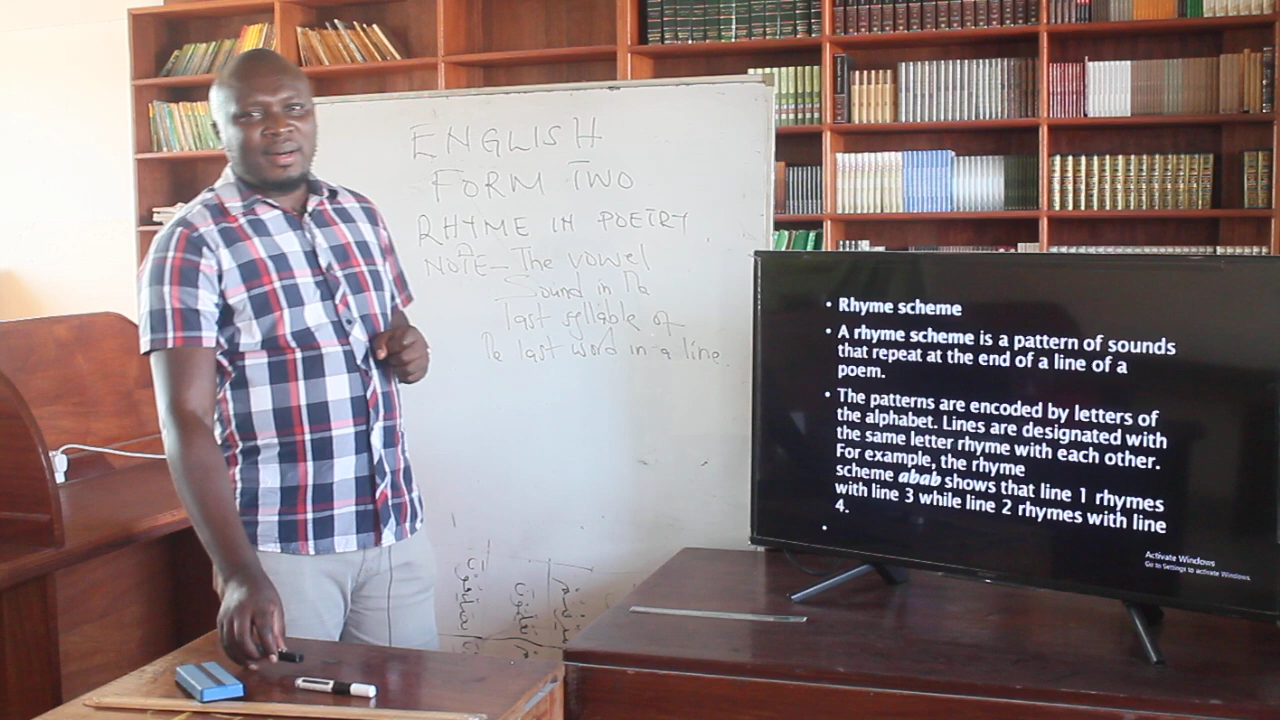 ENGLISH
FORM TWO
RHYME IN POETRY
NOTE - The vowel
Sound in The
last syllable of
The last word in a line.
• Rhyme scheme
• A rhyme scheme is a pattern of sounds
that repeat at the end of a line of a
poem.
• The patterns are encoded by letters of
the alphabet. Lines are designated with
the same letter rhyme with each other.
For example, the rhyme
scheme abab shows that line 1 rhymes
with line 3 while line 2 rhymes with line
4.
•
Activate Windows
Go to Settings to activate Windows.